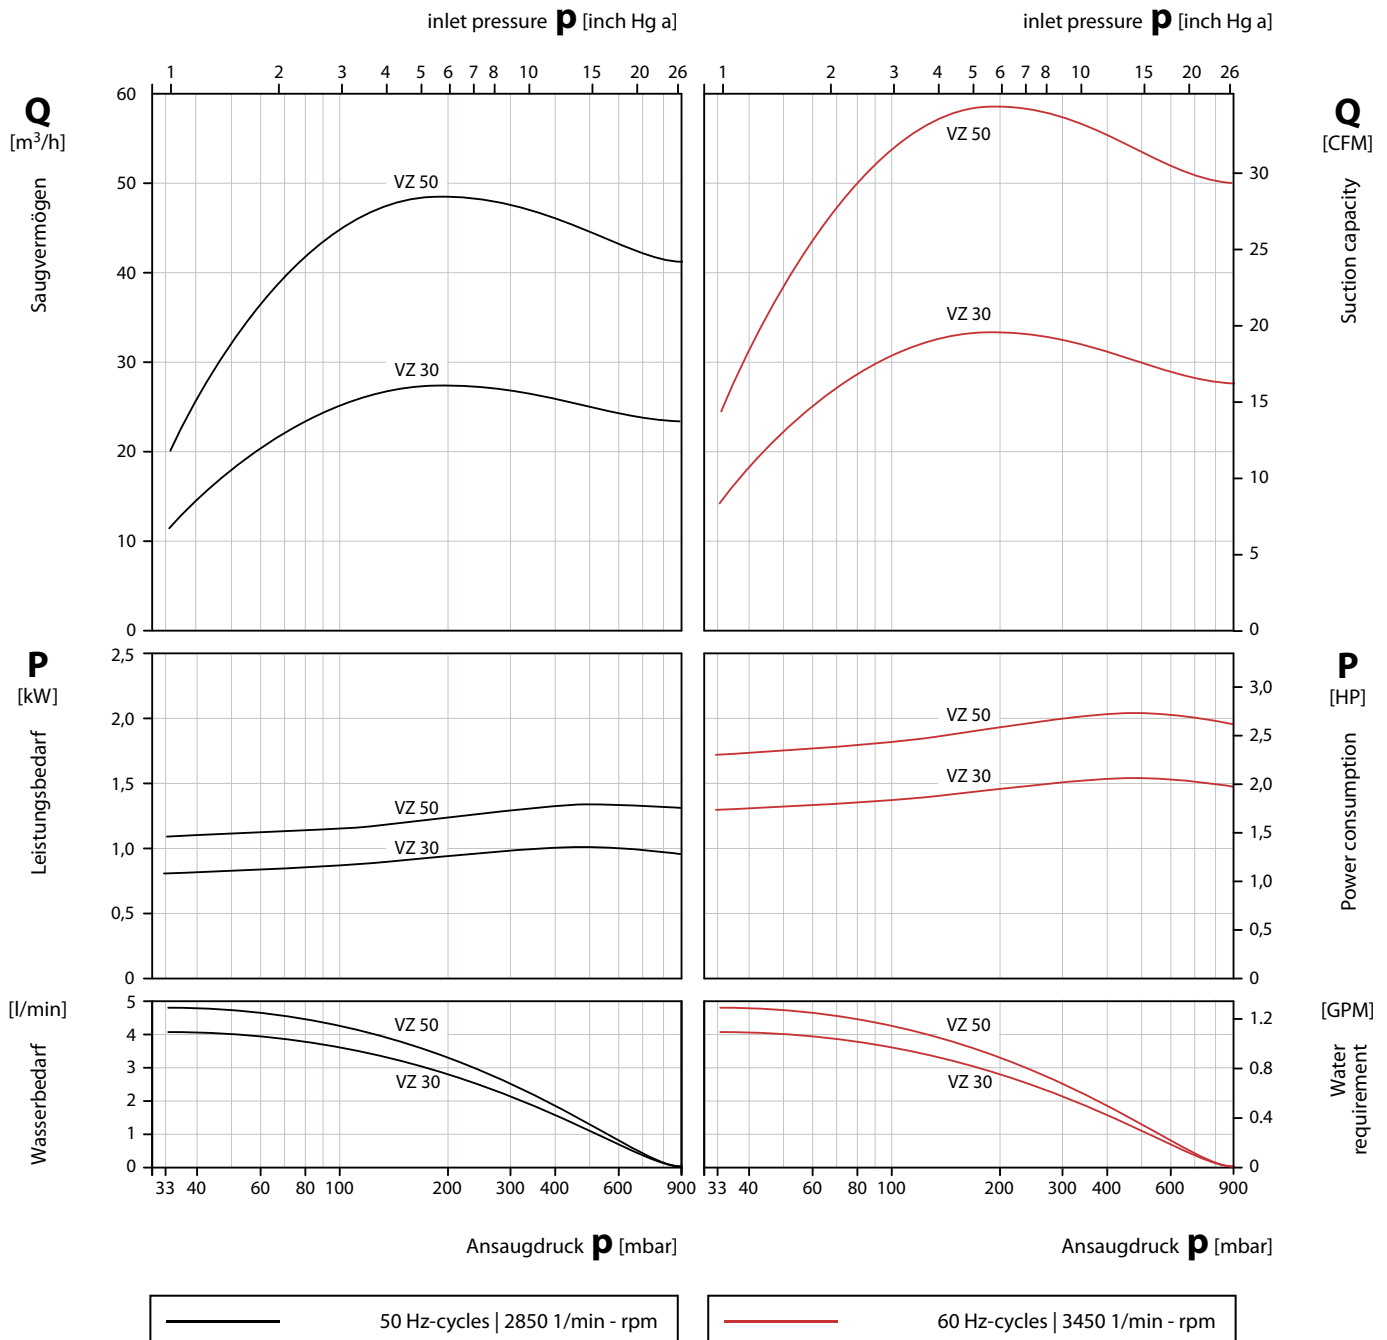 inlet pressure p [inch Hg a] inlet pressure p [inch Hg a]
1 2 3 4 5 6 7 8 10 15 20 26 1 2 3 4 5 6 7 8 10 15 20 26
Q
[m³/h]
Saugvermögen
60
50
40
30
20
10
0
VZ 50
VZ 30
VZ 50
VZ 30
Q
[CFM]
Suction capacity
30
25
20
15
10
5
0
P
[kW]
Leistungsbedarf
2,5
2,0
1,5
1,0
0,5
0
VZ 50
VZ 30
VZ 50
VZ 30
P
[HP]
Power consumption
3,0
2,5
2,0
1,5
1,0
0,5
0
[l/min]
Wasserbedarf
5
4
3
2
1
0
VZ 50
VZ 30
VZ 50
VZ 30
[GPM]
Water
requirement
1.2
0.8
0.4
0
33 40 60 80 100 200 300 400 600 900 33 40 60 80 100 200 300 400 600 900
Ansaugdruck p [mbar] Ansaugdruck p [mbar]
50 Hz-cycles | 2850 1/min - rpm 60 Hz-cycles | 3450 1/min - rpm